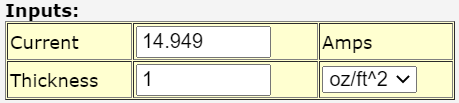 Inputs:
Current 14.949 Amps
Thickness 1 oz/ft^2